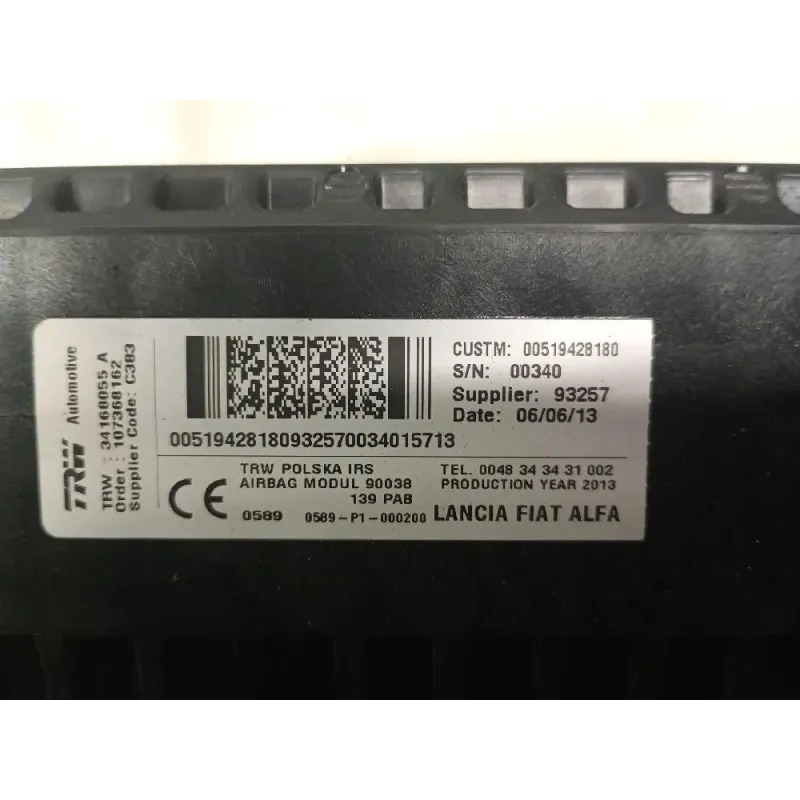 TRW Automotive
TRW : 34168055 A
Order : 107368162
Supplier Code: C383
CUSTM: 00519428180
S/N: 00340
Supplier: 93257
Date: 06/06/13
00519428180932570034015713
TRW POLSKA IRS
AIRBAG MODUL 90038
139 PAB
TEL. 0048 34 34 31 002
PRODUCTION YEAR 2013
CE
0589
0589-P1-000200
LANCIA FIAT ALFA